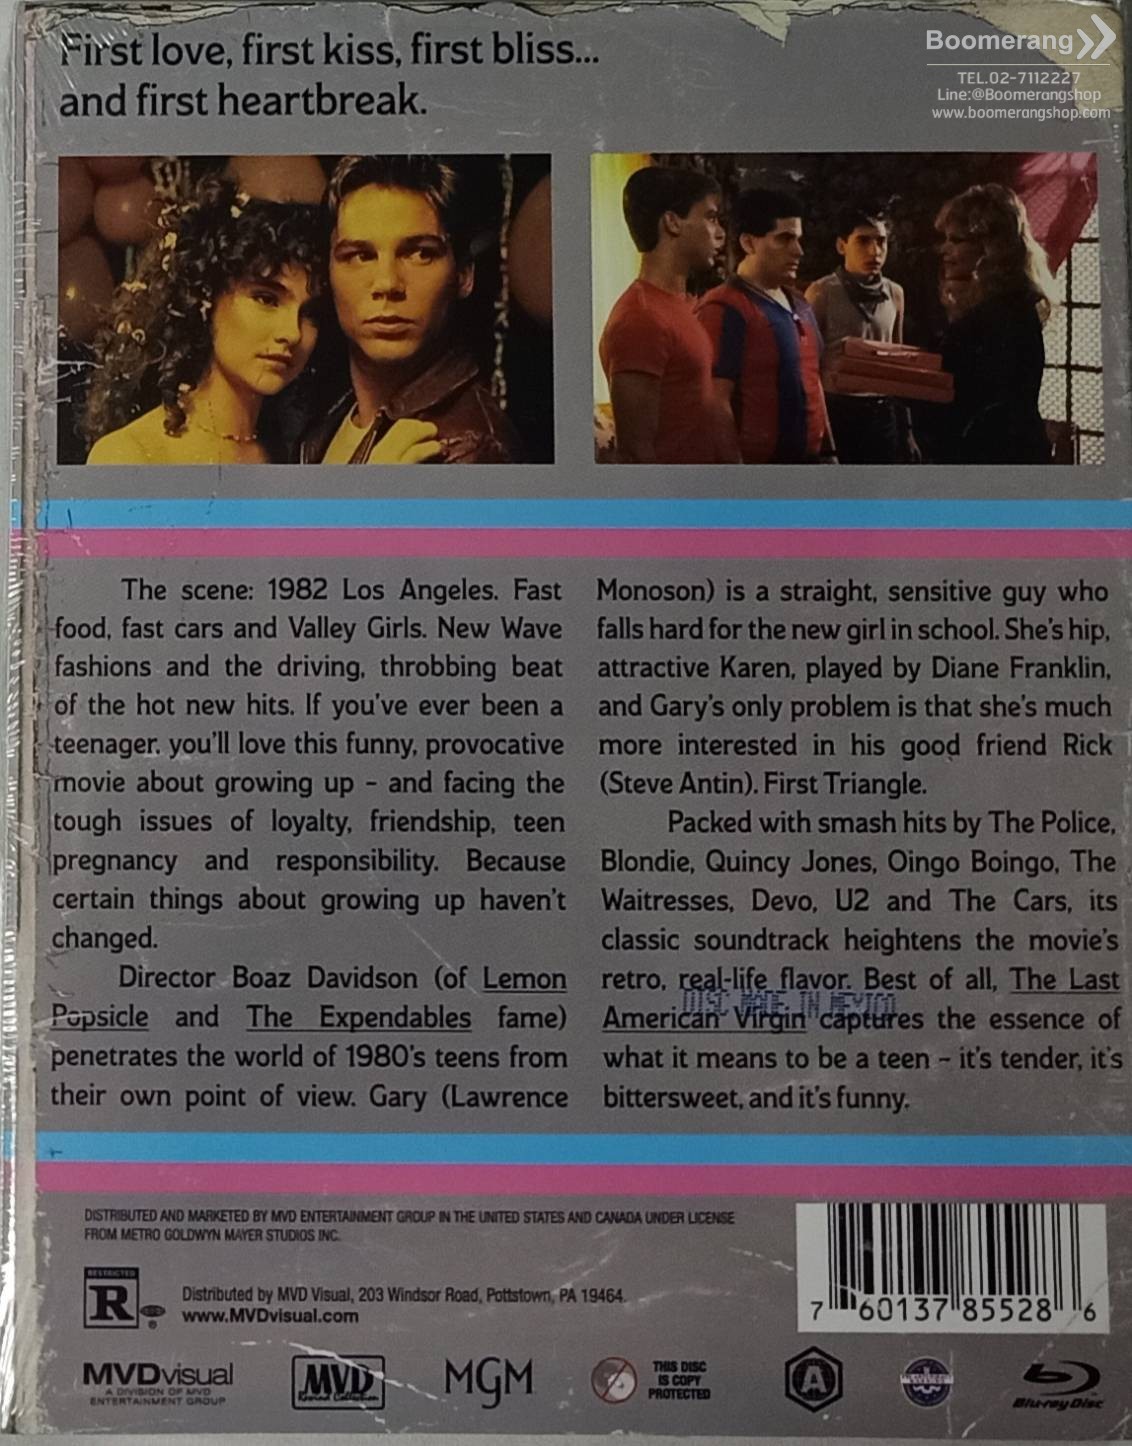 First love, first kiss, first bliss...
and first heartbreak.
Boomerang
TEL.02-7112227
Line:@Boomerangshop
www.boomerangshop.com
The scene: 1982 Los Angeles. Fast
food, fast cars and Valley Girls. New Wave
fashions and the driving, throbbing beat
of the hot new hits. If you've ever been a
teenager. you'll love this funny, provocative
movie about growing up – and facing the
tough issues of loyalty, friendship, teen
pregnancy and responsibility. Because
certain things about growing up haven't
changed.
Director Boaz Davidson (of Lemon
Popsicle and The Expendables fame)
penetrates the world of 1980's teens from
their own point of view. Gary (Lawrence
Monoson) is a straight, sensitive guy who
falls hard for the new girl in school. She's hip,
attractive Karen, played by Diane Franklin,
and Gary's only problem is that she's much
more interested in his good friend Rick
(Steve Antin). First Triangle.
Packed with smash hits by The Police,
Blondie, Quincy Jones, Oingo Boingo, The
Waitresses, Devo, U2 and The Cars, its
classic soundtrack heightens the movie's
retro, real-life flavor. Best of all, The Last
DISC MADE IN MEXICO
American Virgin captures the essence of
what it means to be a teen – it's tender, it's
bittersweet, and it's funny.
DISTRIBUTED AND MARKETED BY MVD ENTERTAINMENT GROUP IN THE UNITED STATES AND CANADA UNDER LICENSE
FROM METRO GOLDWYN MAYER STUDIOS INC.
RESTRICTED
R
®
Distributed by MVD Visual, 203 Windsor Road, Pottstown, PA 19464.
www.MVDvisual.com
7 60137 85528 6
MVDvisual
A DIVISION OF MVD
ENTERTAINMENT GROUP
MVD
Rewind Collection
MGM
THIS DISC
IS COPY
PROTECTED
A
Blu-ray Disc